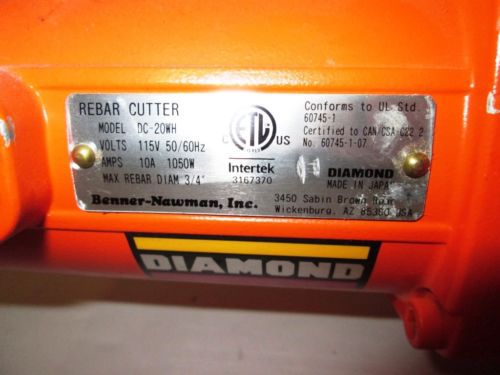 REBAR CUTTER
MODEL DC-20WH
VOLTS 115V 50/60Hz
AMPS 10A 1050W
MAX REBAR DIAM 3/4"
Benner-Nawman, Inc.
C ETL US
Intertek
3167370
Conforms to UL Std
60745-1
Certified to CAN/CSA C22 2
No. 60745-1-07
DIAMOND
MADE IN JAPAN
3450 Sabin Brown
Wickenburg, AZ 85390 USA
DIAMOND